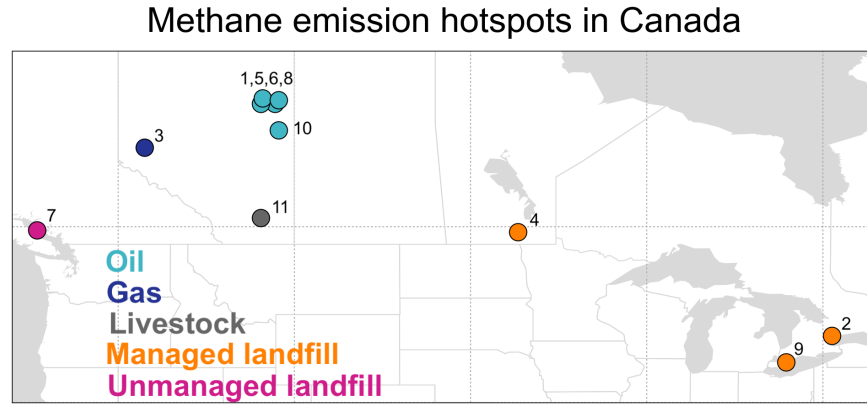 Methane emission hotspots in Canada
1,5,6,8
10
3
11
7
4
Oil
Gas
Livestock
Managed landfill
Unmanaged landfill
2
9